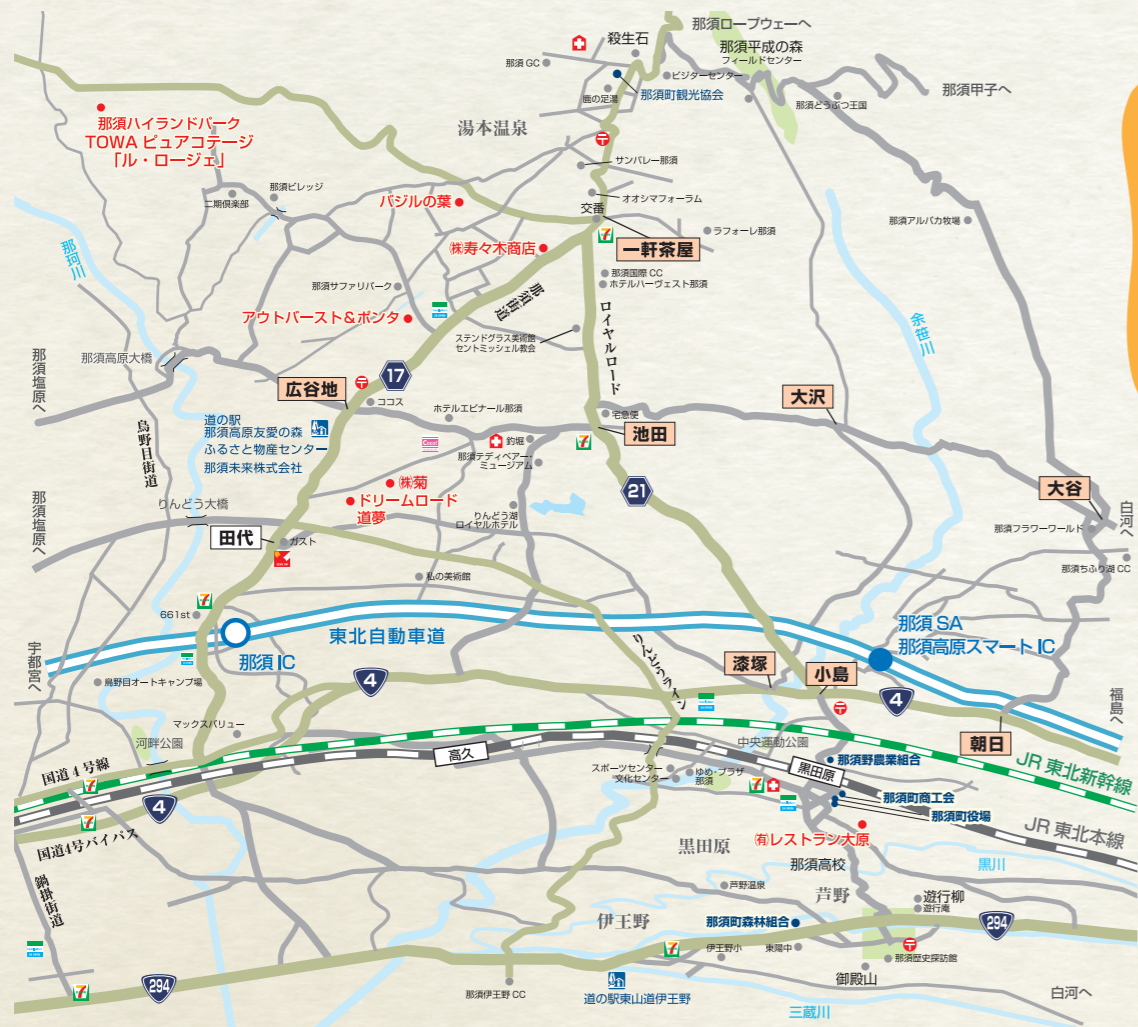 那須ロープウェーへ
殺生石
那須平成の森
フィールドセンター
那須 GC
ビジターセンター
鹿の足湯
那須町観光協会
那須どうぶつ王国
那須甲子へ
那須ハイランドパーク
TOWA ピュアコテージ
「ル・ロージェ」
湯本温泉
サンバレー那須
那須ビレッジ
二期倶楽部
バジルの葉
オオシマフォーラム
交番
那須アルパカ牧場
ラフォーレ那須
一軒茶屋
㈱寿々木商店
那珂川
那須国際 CC
ホテルハーヴェスト那須
那須サファリパーク
那須街道
ロイヤルロード
アウトバースト&ポンタ
ステンドグラス美術館
セントミッシェル教会
余笹川
那須塩原へ
那須高原大橋
17
広谷地
ココス
大沢
ホテルエピナール那須
宅急便
池田
道の駅
那須高原友愛の森
ふるさと物産センター
那須未来株式会社
烏野目街道
釣堀
那須テディベアー・
ミュージアム
㈱菊
ドリームロード
道夢
21
大谷
白河へ
那須塩原へ
りんどう大橋
りんどう湖
ロイヤルホテル
那須フラワーワールド
田代
ガスト
那須ちふり湖 CC
私の美術館
661st
東北自動車道
那須 IC
那須 SA
那須高原スマート IC
りんどうライン
宇都宮へ
烏野目オートキャンプ場
4
漆塚
小島
4
福島へ
マックスバリュー
河畔公園
高久
中央運動公園
朝日
国道４号線
スポーツセンター
文化センター
ゆめ・プラザ
那須
黒田原
那須野農業組合
JR 東北新幹線
4
那須町商工会
那須町役場
JR 東北本線
国道4号バイパス
黒田原
㈲レストラン大原
那須高校
黒川
鍋掛街道
芦野温泉
芦野
遊行柳
遊行庵
伊王野
那須町森林組合
294
伊王野小
東陽中
那須歴史探訪館
御殿山
294
那須伊王野 CC
道の駅東山道伊王野
三蔵川
白河へ